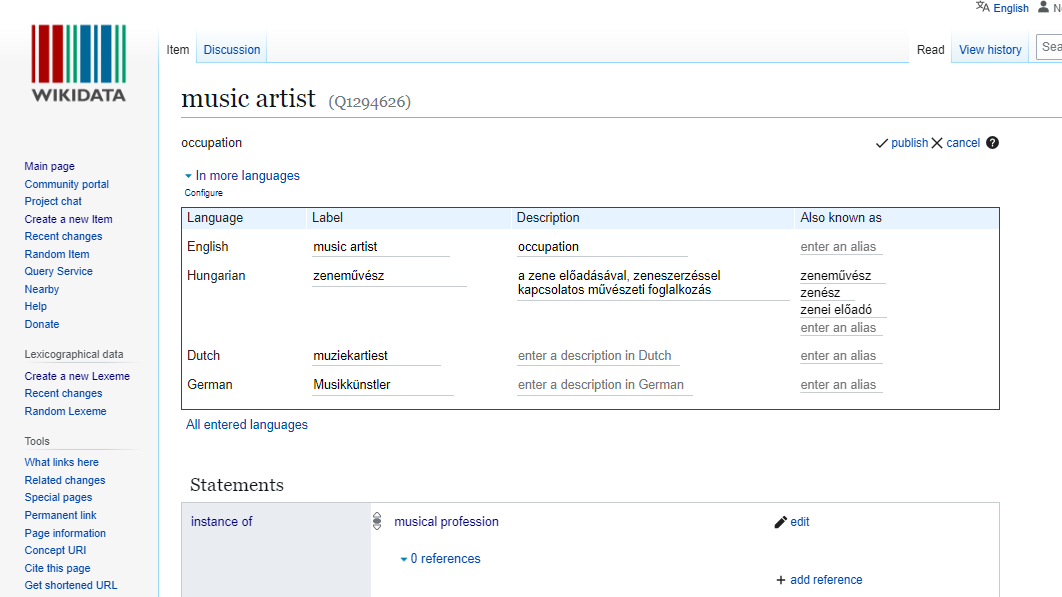 English
N
WIKIDATA
Item
Discussion
Read
View history
Sea
music artist (Q1294626)
occupation
publish cancel ?
In more languages
Configure
Language Label Description Also known as
English music artist occupation enter an alias
Hungarian zeneművész a zene előadásával, zeneszerzéssel kapcsolatos művészeti foglalkozás zeneművész
zenész
zenei előadó
enter an alias
Dutch muziekartiest enter a description in Dutch enter an alias
German Musikkünstler enter a description in German enter an alias
All entered languages
Statements
instance of musical profession edit
0 references
+ add reference
Main page
Community portal
Project chat
Create a new Item
Recent changes
Random Item
Query Service
Nearby
Help
Donate
Lexicographical data
Create a new Lexeme
Recent changes
Random Lexeme
Tools
What links here
Related changes
Special pages
Permanent link
Page information
Concept URI
Cite this page
Get shortened URL